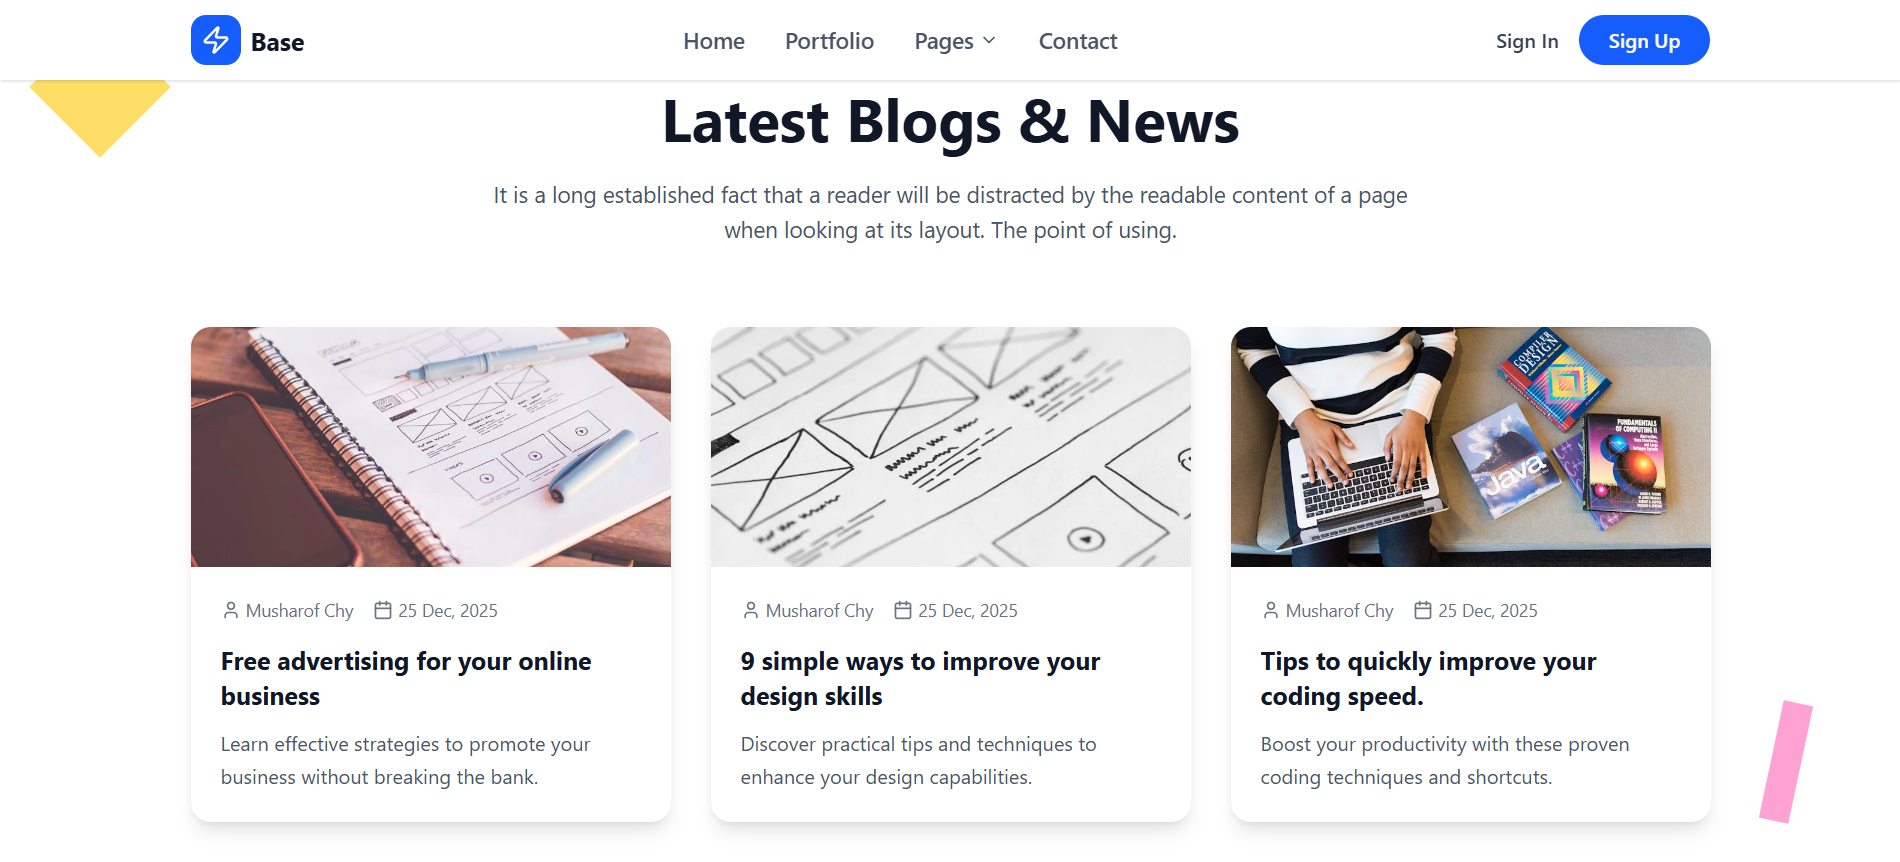 Base
Home Portfolio Pages Contact
Sign In Sign Up
Latest Blogs & News
It is a long established fact that a reader will be distracted by the readable content of a page
when looking at its layout. The point of using.
COMPILER
DESIGN
Java
FUNDAMENTALS
OF COMPUTING II
Musharof Chy 25 Dec, 2025
Free advertising for your online
business
Learn effective strategies to promote your
business without breaking the bank.
Musharof Chy 25 Dec, 2025
9 simple ways to improve your
design skills
Discover practical tips and techniques to
enhance your design capabilities.
Musharof Chy 25 Dec, 2025
Tips to quickly improve your
coding speed.
Boost your productivity with these proven
coding techniques and shortcuts.